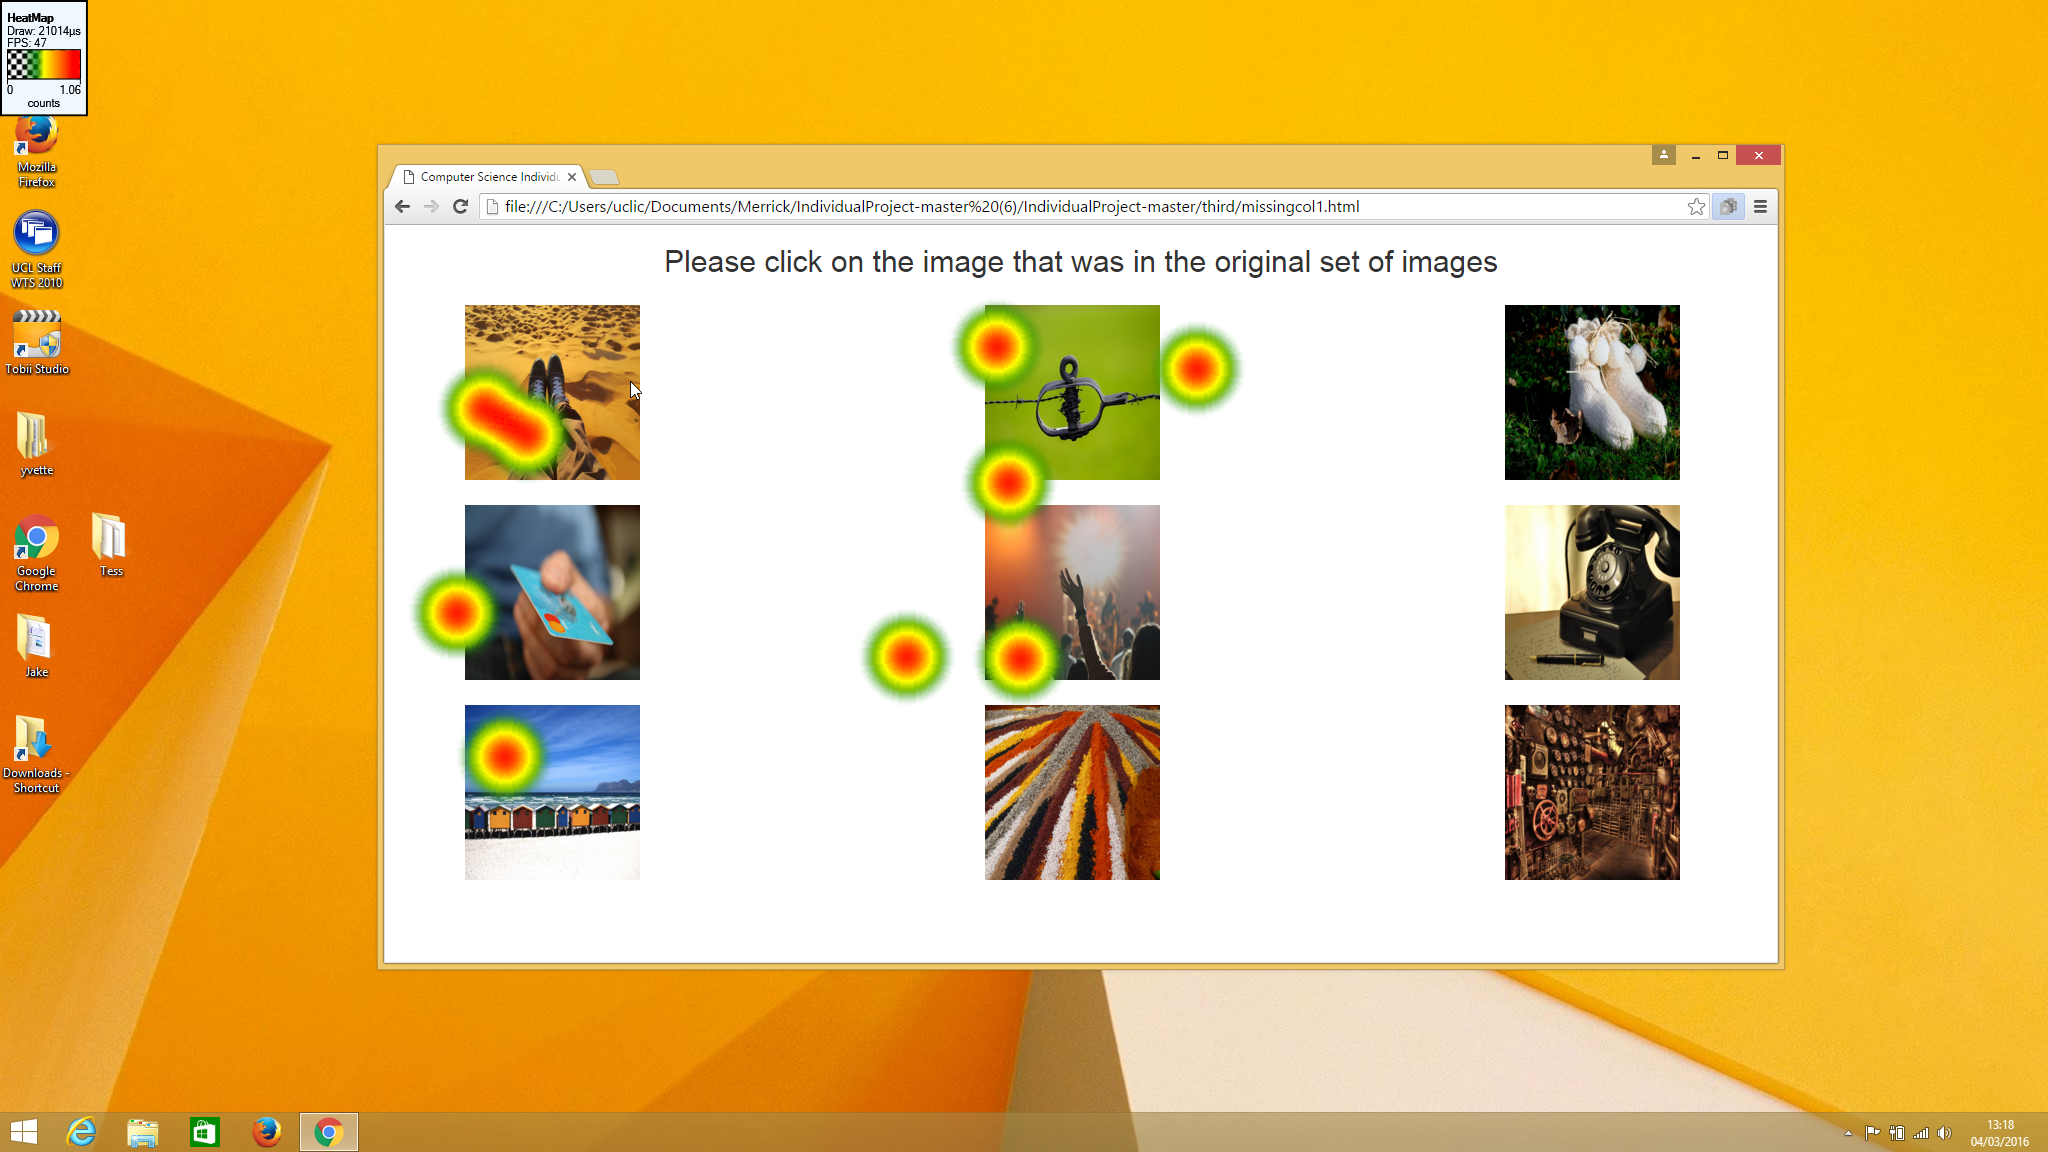 HeatMap
Draw: 21014µs
FPS: 47
0 1.06
counts
Mozilla
Firefox
UCL Staff
WTS 2010
Tobii Studio
yvette
Google
Chrome
Tess
Jake
Downloads -
Shortcut
Computer Science Individu
file:///C:/Users/uclic/Documents/Merrick/IndividualProject-master%20(6)/IndividualProject-master/third/missingcol1.html
Please click on the image that was in the original set of images
13:18
04/03/2016